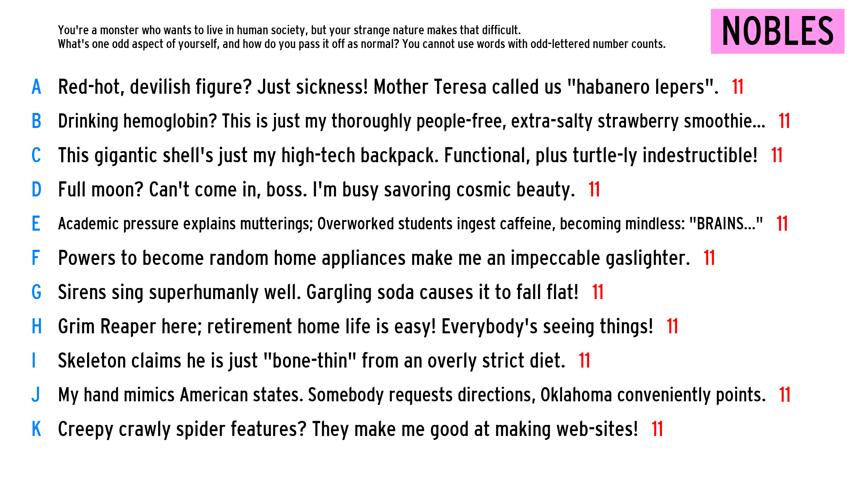 You're a monster who wants to live in human society, but your strange nature makes that difficult.
What's one odd aspect of yourself, and how do you pass it off as normal? You cannot use words with odd-lettered number counts.
NOBLES
A Red-hot, devilish figure? Just sickness! Mother Teresa called us "habanero lepers". 11
B Drinking hemoglobin? This is just my thoroughly people-free, extra-salty strawberry smoothie... 11
C This gigantic shell's just my high-tech backpack. Functional, plus turtle-ly indestructible! 11
D Full moon? Can't come in, boss. I'm busy savoring cosmic beauty. 11
E Academic pressure explains mutterings; Overworked students ingest caffeine, becoming mindless: "BRAINS..." 11
F Powers to become random home appliances make me an impeccable gaslighter. 11
G Sirens sing superhumanly well. Gargling soda causes it to fall flat! 11
H Grim Reaper here; retirement home life is easy! Everybody's seeing things! 11
I Skeleton claims he is just "bone-thin" from an overly strict diet. 11
J My hand mimics American states. Somebody requests directions, Oklahoma conveniently points. 11
K Creepy crawly spider features? They make me good at making web-sites! 11